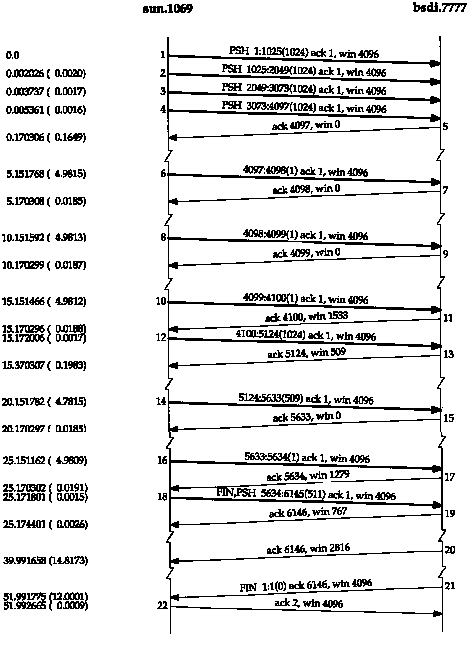 sun.1069 bsdi.7777
0.0 1 PSH 1:1025(1024) ack 1, win 4096
0.002026 ( 0.0020) 2 PSH 1025:2049(1024) ack 1, win 4096
0.003737 ( 0.0017) 3 PSH 2049:3073(1024) ack 1, win 4096
0.005361 ( 0.0016) 4 PSH 3073:4097(1024) ack 1, win 4096
0.170306 ( 0.1649) ack 4097, win 0 5
5.151768 ( 4.9815) 6 4097:4098(1) ack 1, win 4096
5.170308 ( 0.0185) ack 4098, win 0 7
10.151592 ( 4.9813) 8 4098:4099(1) ack 1, win 4096
10.170299 ( 0.0187) ack 4099, win 0 9
15.151466 ( 4.9812) 10 4099:4100(1) ack 1, win 4096
15.170296 ( 0.0188) ack 4100, win 1533 11
15.172006 ( 0.0017) 12 4100:5124(1024) ack 1, win 4096
15.370307 ( 0.1983) ack 5124, win 509 13
20.151782 ( 4.7815) 14 5124:5633(509) ack 1, win 4096
20.170297 ( 0.0185) ack 5633, win 0 15
25.151162 ( 4.9809) 16 5633:5634(1) ack 1, win 4096
25.170302 ( 0.0191) ack 5634, win 1279 17
25.171801 ( 0.0015) 18 FIN,PSH 5634:6145(511) ack 1, win 4096
25.174401 ( 0.0026) ack 6146, win 767 19
39.991658 (14.8173) ack 6146, win 2816 20
51.991775 (12.0001) FIN 1:1(0) ack 6146, win 4096 21
51.992665 ( 0.0009) 22 ack 2, win 4096